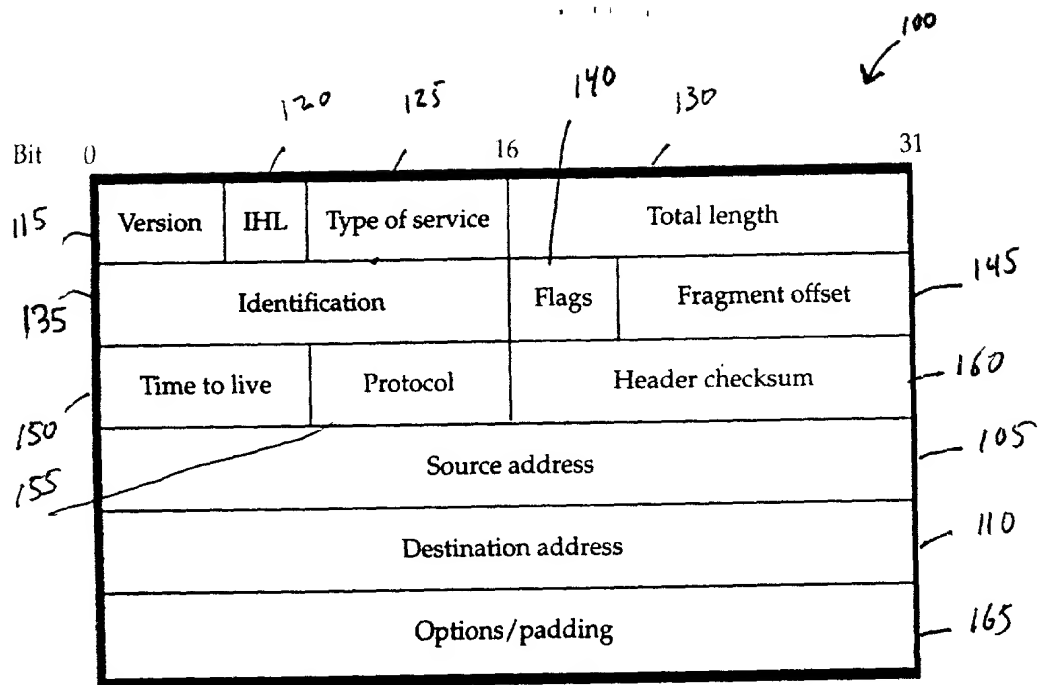 100
120 125 140 130
Bit 0 16 31
115 Version IHL Type of service Total length
135 Identification Flags Fragment offset 145
150 Time to live Protocol Header checksum 160
155 Source address 105
Destination address 110
Options/padding 165